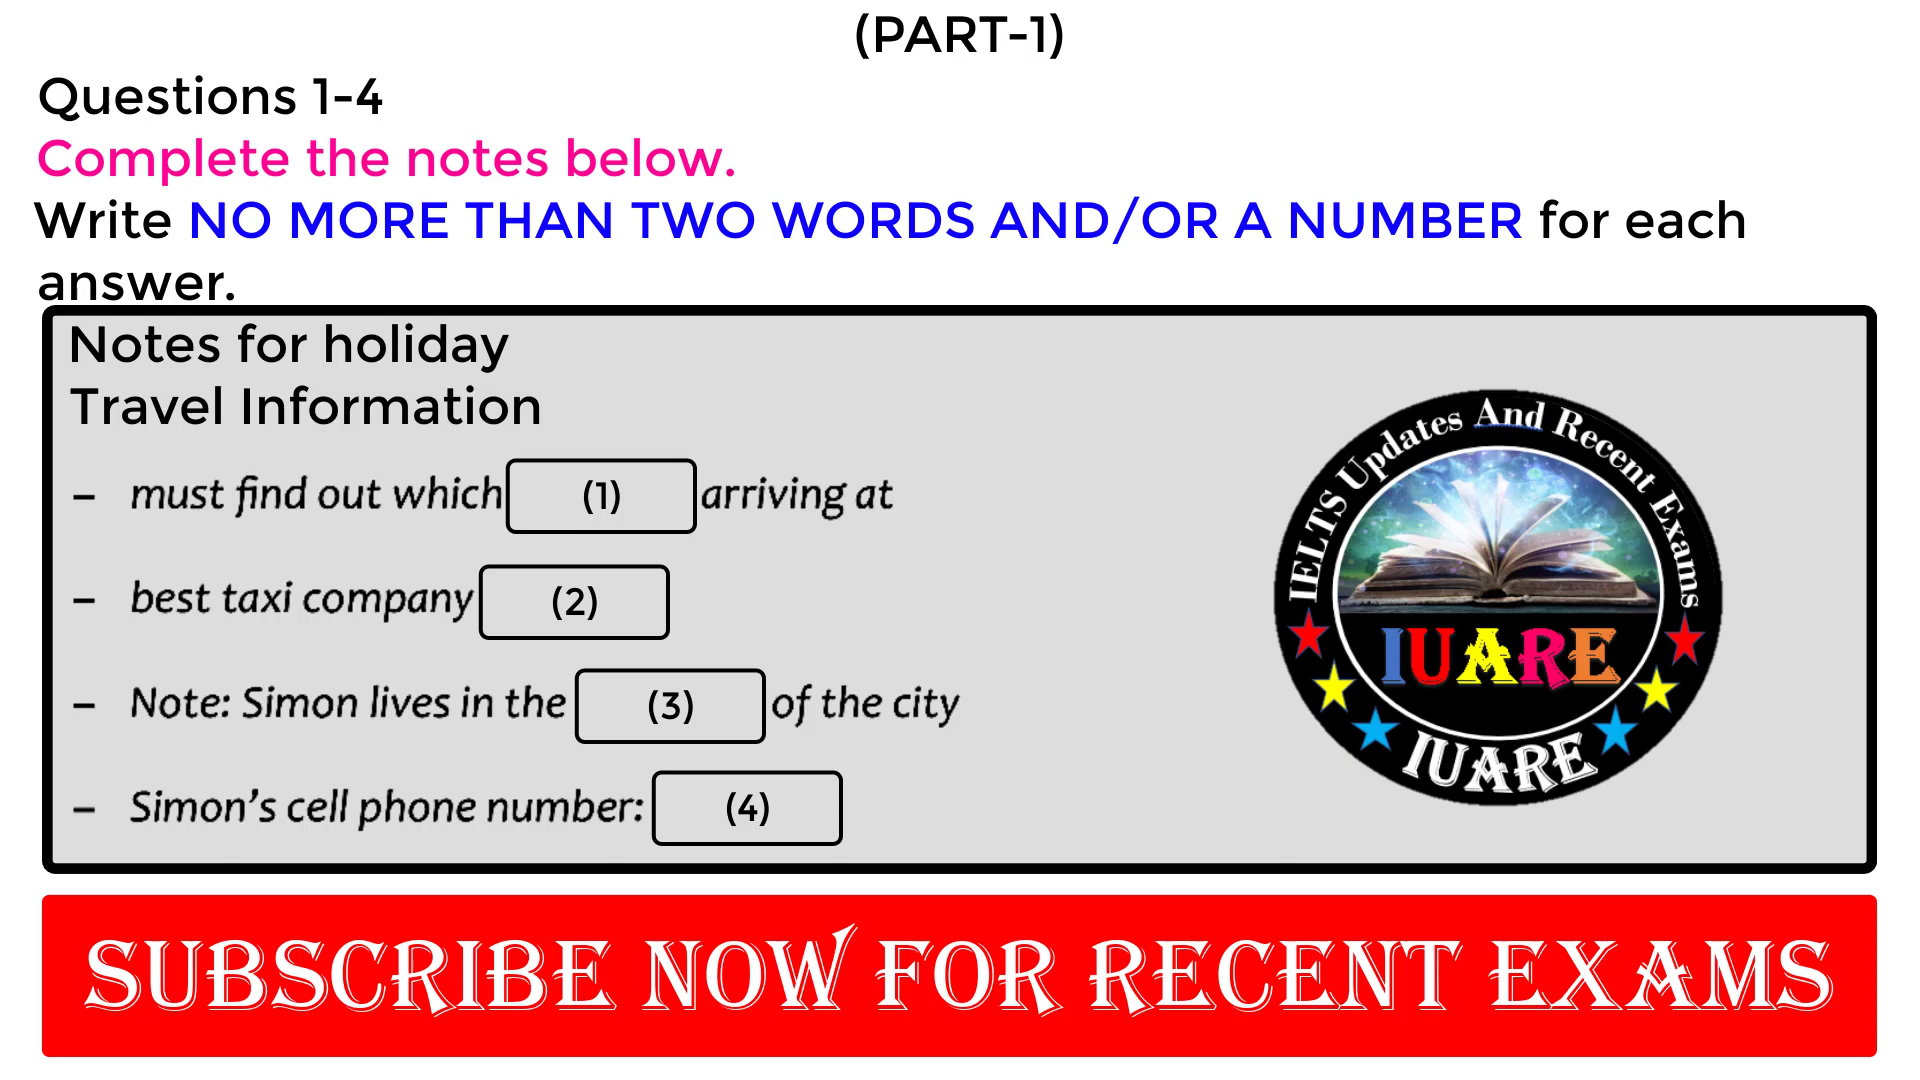 (PART-1)
Questions 1-4
Complete the notes below.
Write NO MORE THAN TWO WORDS AND/OR A NUMBER for each
answer.
Notes for holiday
Travel Information
– must find out which (1) arriving at
– best taxi company (2)
– Note: Simon lives in the (3) of the city
– Simon's cell phone number: (4)
IELTS Updates And Recent Exams
IUARE
IUARE
SUBSCRIBE NOW FOR RECENT EXAMS